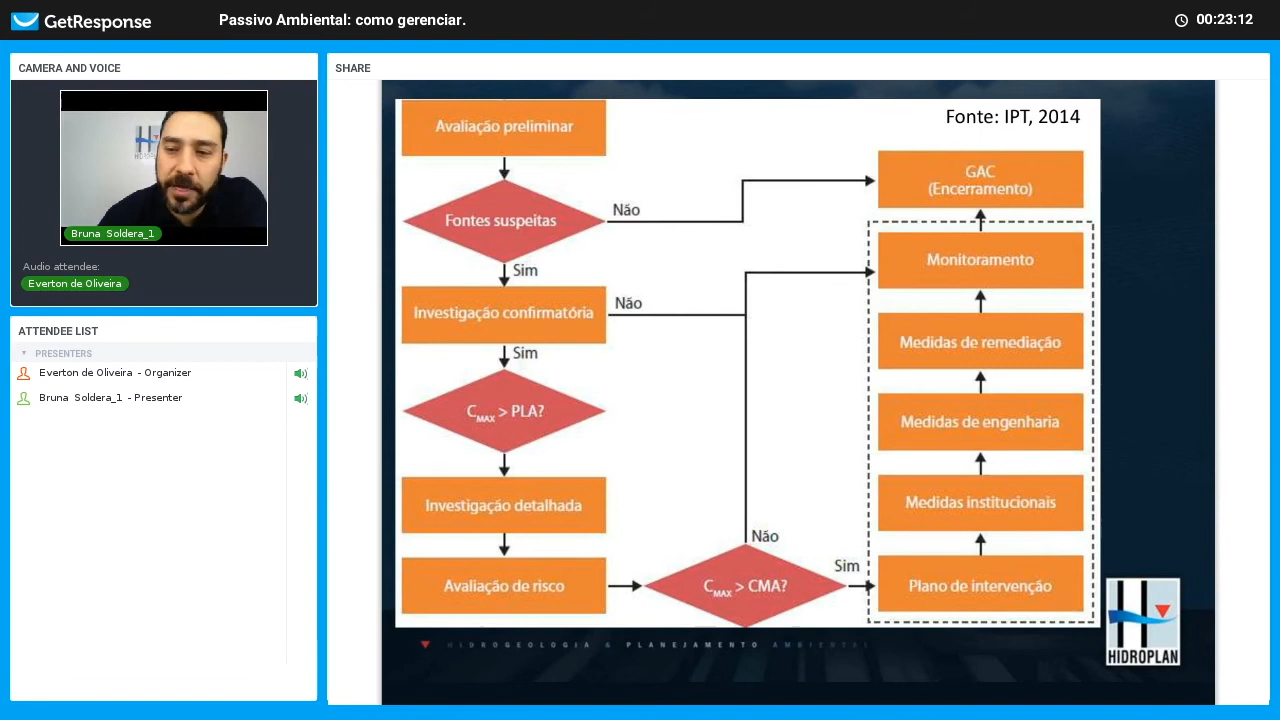 GetResponse
Passivo Ambiental: como gerenciar.
00:23:12
CAMERA AND VOICE
Bruna Soldera_1
Audio attendee:
Everton de Oliveira
ATTENDEE LIST
PRESENTERS
Everton de Oliveira - Organizer
Bruna Soldera_1 - Presenter
SHARE
Fonte: IPT, 2014
Avaliação preliminar
Fontes suspeitas
Não
Sim
Investigação confirmatória
Não
Sim
CMAX > PLA?
Investigação detalhada
Avaliação de risco
CMAX > CMA?
Não
Sim
GAC
(Encerramento)
Monitoramento
Medidas de remediação
Medidas de engenharia
Medidas institucionais
Plano de intervenção
HIDROGEOLOGIA & PLANEJAMENTO AMBIENTAL
HIDROPLAN